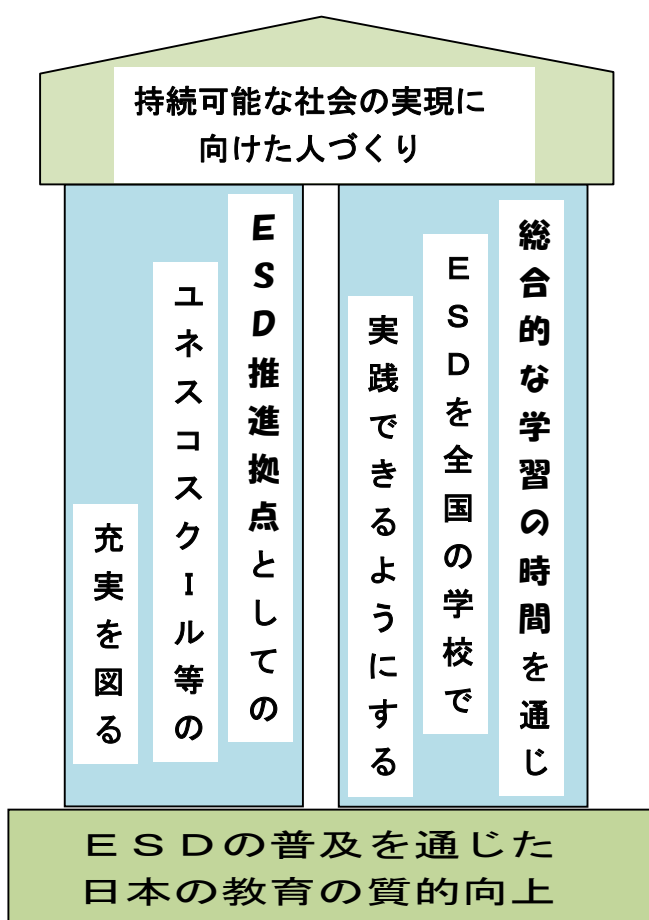 持続可能な社会の実現に
向けた人づくり
総合的な学習の時間を通じ
ESDを全国の学校で
実践できるようにする
ESD推進拠点としての
ユネスコスクール等の
充実を図る
ESDの普及を通じた
日本の教育の質的向上